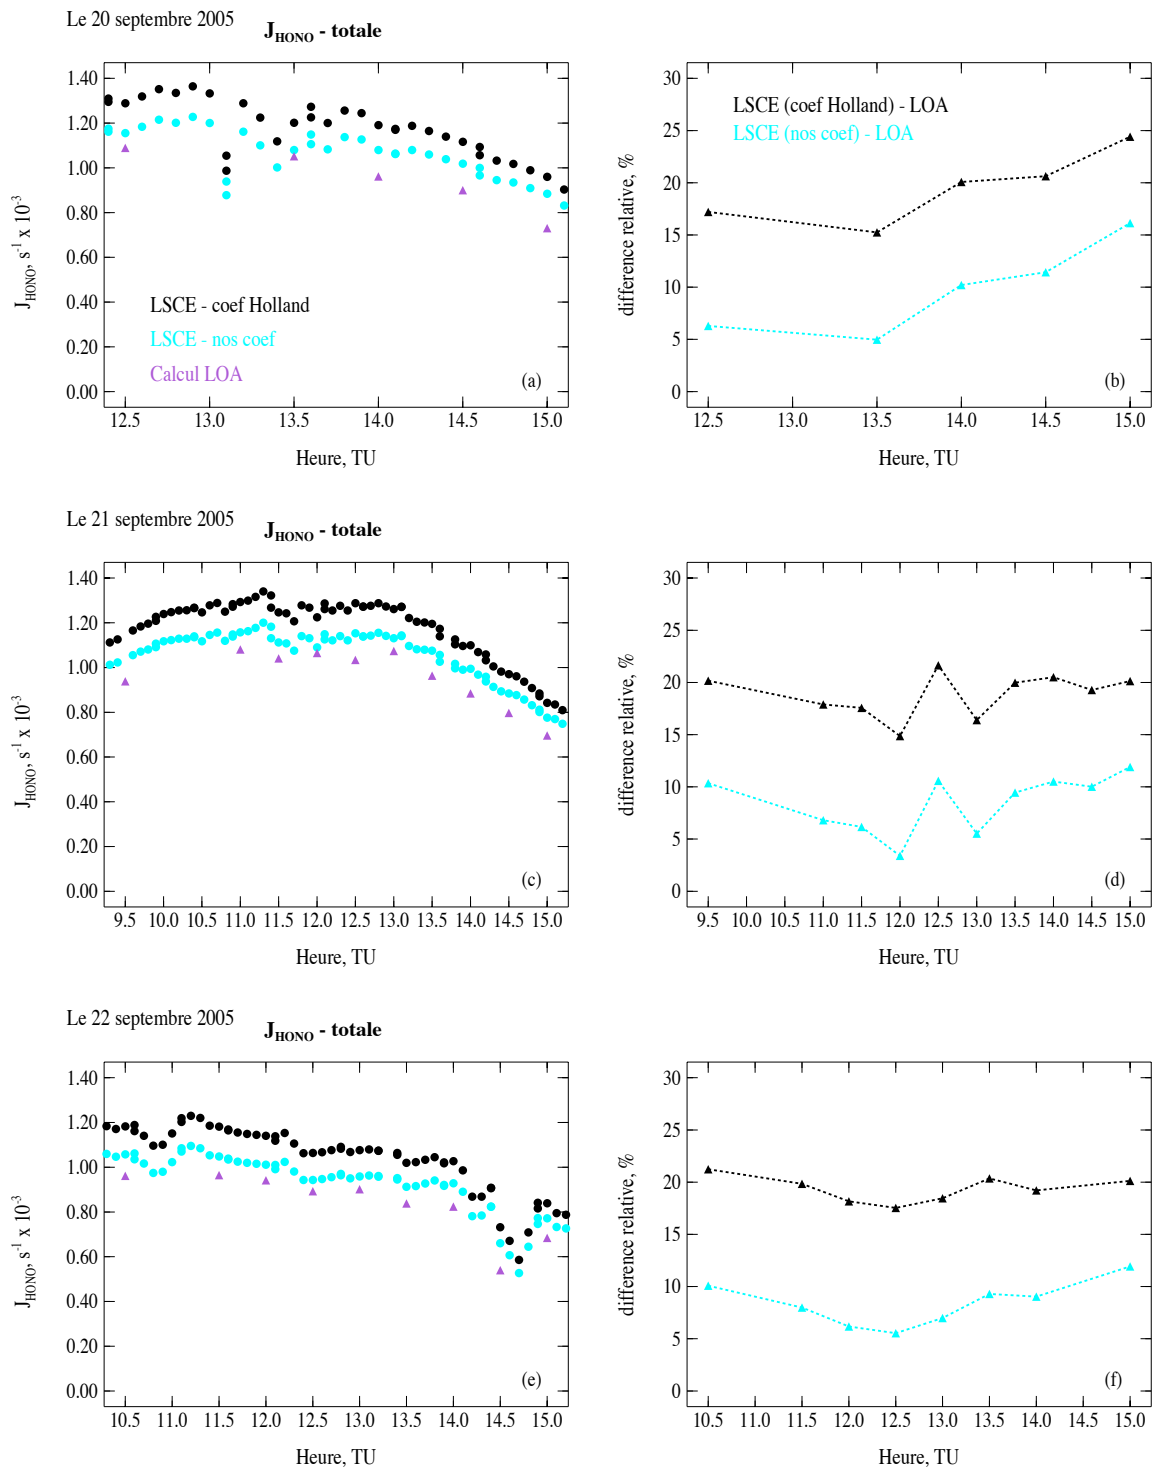 Le 20 septembre 2005
J_HONO - totale
J_HONO, s^-1 x 10^-3
1.40
1.20
1.00
0.80
0.60
0.40
0.20
0.00
LSCE - coef Holland
LSCE - nos coef
Calcul LOA
(a)
12.5 13.0 13.5 14.0 14.5 15.0
Heure, TU
difference relative, %
30
25
20
15
10
5
0
LSCE (coef Holland) - LOA
LSCE (nos coef) - LOA
(b)
12.5 13.0 13.5 14.0 14.5 15.0
Heure, TU
Le 21 septembre 2005
J_HONO - totale
J_HONO, s^-1 x 10^-3
1.40
1.20
1.00
0.80
0.60
0.40
0.20
0.00
(c)
9.5 10.0 10.5 11.0 11.5 12.0 12.5 13.0 13.5 14.0 14.5 15.0
Heure, TU
difference relative, %
30
25
20
15
10
5
0
(d)
9.5 10.0 10.5 11.0 11.5 12.0 12.5 13.0 13.5 14.0 14.5 15.0
Heure, TU
Le 22 septembre 2005
J_HONO - totale
J_HONO, s^-1 x 10^-3
1.40
1.20
1.00
0.80
0.60
0.40
0.20
0.00
(e)
10.5 11.0 11.5 12.0 12.5 13.0 13.5 14.0 14.5 15.0
Heure, TU
difference relative, %
30
25
20
15
10
5
0
(f)
10.5 11.0 11.5 12.0 12.5 13.0 13.5 14.0 14.5 15.0
Heure, TU